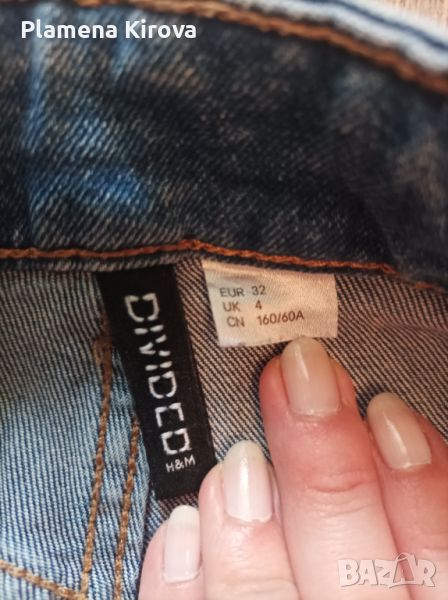 Plamena Kirova
EUR 32
UK 4
CN 160/60A
DIVIDED
H&M
BAZAR